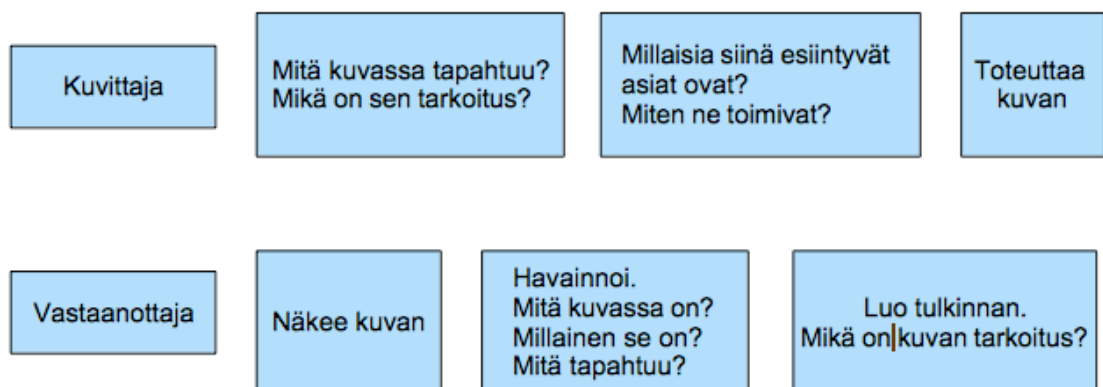 Kuvittaja
Mitä kuvassa tapahtuu?
Mikä on sen tarkoitus?
Millaisia siinä esiintyvät
asiat ovat?
Miten ne toimivat?
Toteuttaa
kuvan
Vastaanottaja
Näkee kuvan
Havainnoi.
Mitä kuvassa on?
Millainen se on?
Mitä tapahtuu?
Luo tulkinnan.
Mikä on kuvan tarkoitus?